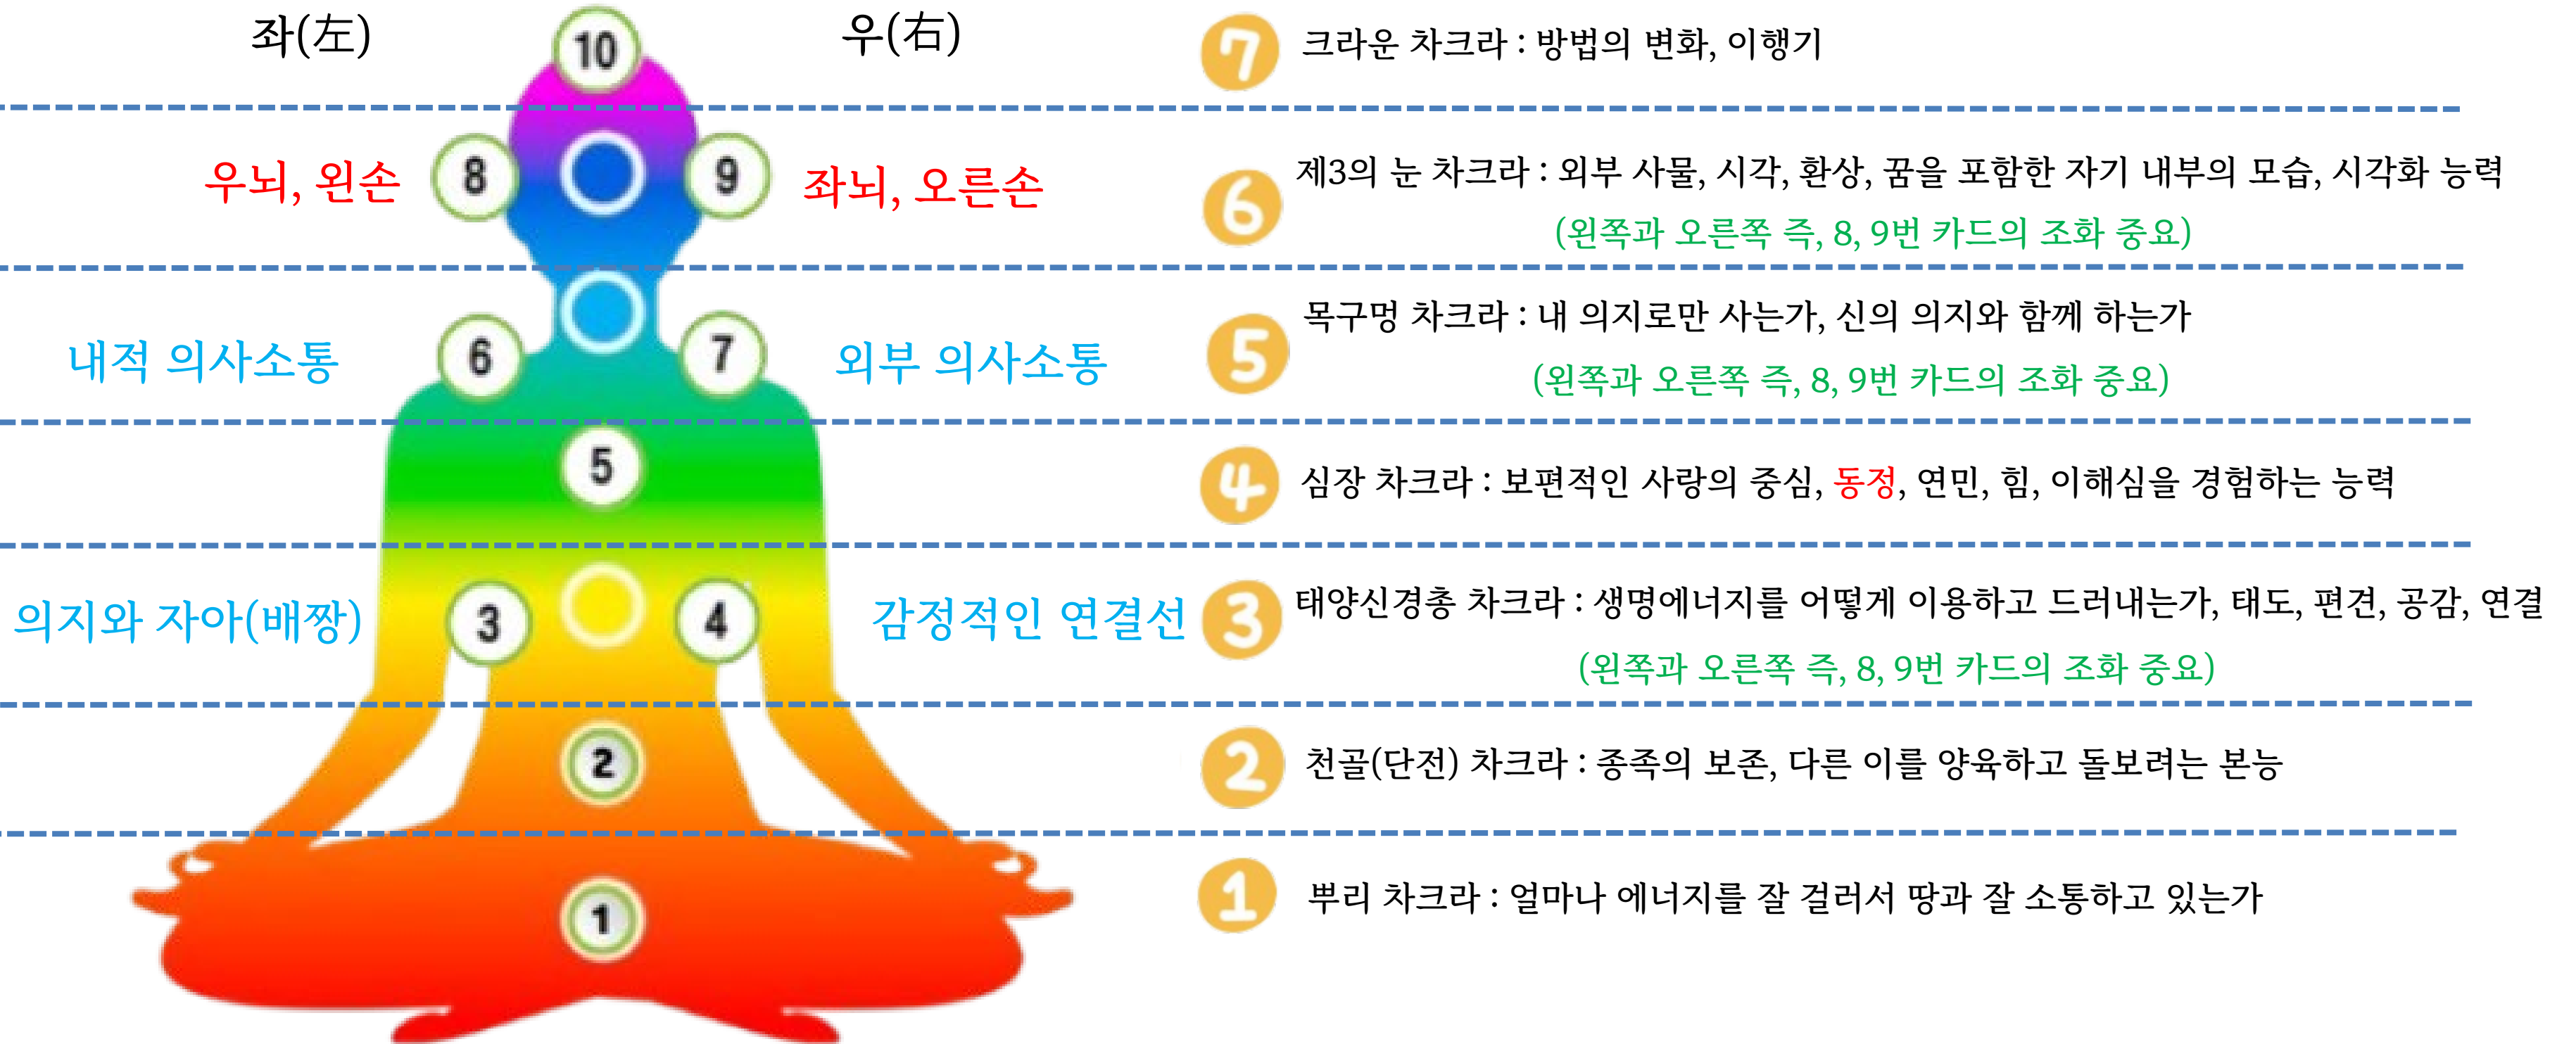 좌(左)
우(右)
10
7
크라운 차크라 : 방법의 변화, 이행기
우뇌, 왼손
8
9
좌뇌, 오른손
6
제3의 눈 차크라 : 외부 사물, 시각, 환상, 꿈을 포함한 자기 내부의 모습, 시각화 능력
(왼쪽과 오른쪽 즉, 8, 9번 카드의 조화 중요)
내적 의사소통
6
7
외부 의사소통
5
목구멍 차크라 : 내 의지로만 사는가, 신의 의지와 함께 하는가
(왼쪽과 오른쪽 즉, 8, 9번 카드의 조화 중요)
5
4
심장 차크라 : 보편적인 사랑의 중심, 동정, 연민, 힘, 이해심을 경험하는 능력
의지와 자아(배짱)
3
4
감정적인 연결선
3
태양신경총 차크라 : 생명에너지를 어떻게 이용하고 드러내는가, 태도, 편견, 공감, 연결
(왼쪽과 오른쪽 즉, 8, 9번 카드의 조화 중요)
2
2
천골(단전) 차크라 : 종족의 보존, 다른 이를 양육하고 돌보려는 본능
1
1
뿌리 차크라 : 얼마나 에너지를 잘 걸러서 땅과 잘 소통하고 있는가